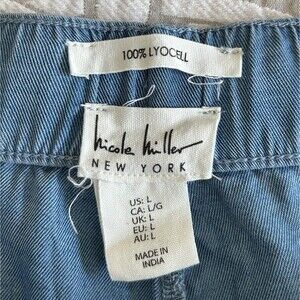 100% LYOCELL
nicole miller
NEW YORK
US: L
CA: L/G
UK: L
EU: L
AU: L
MADE IN
INDIA